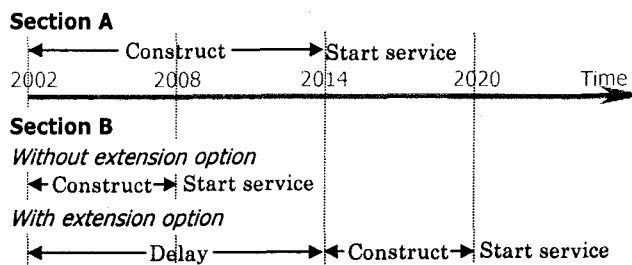 Section A
Construct Start service
2002 2008 2014 2020 Time
Section B
Without extension option
Construct Start service
With extension option
Delay Construct Start service